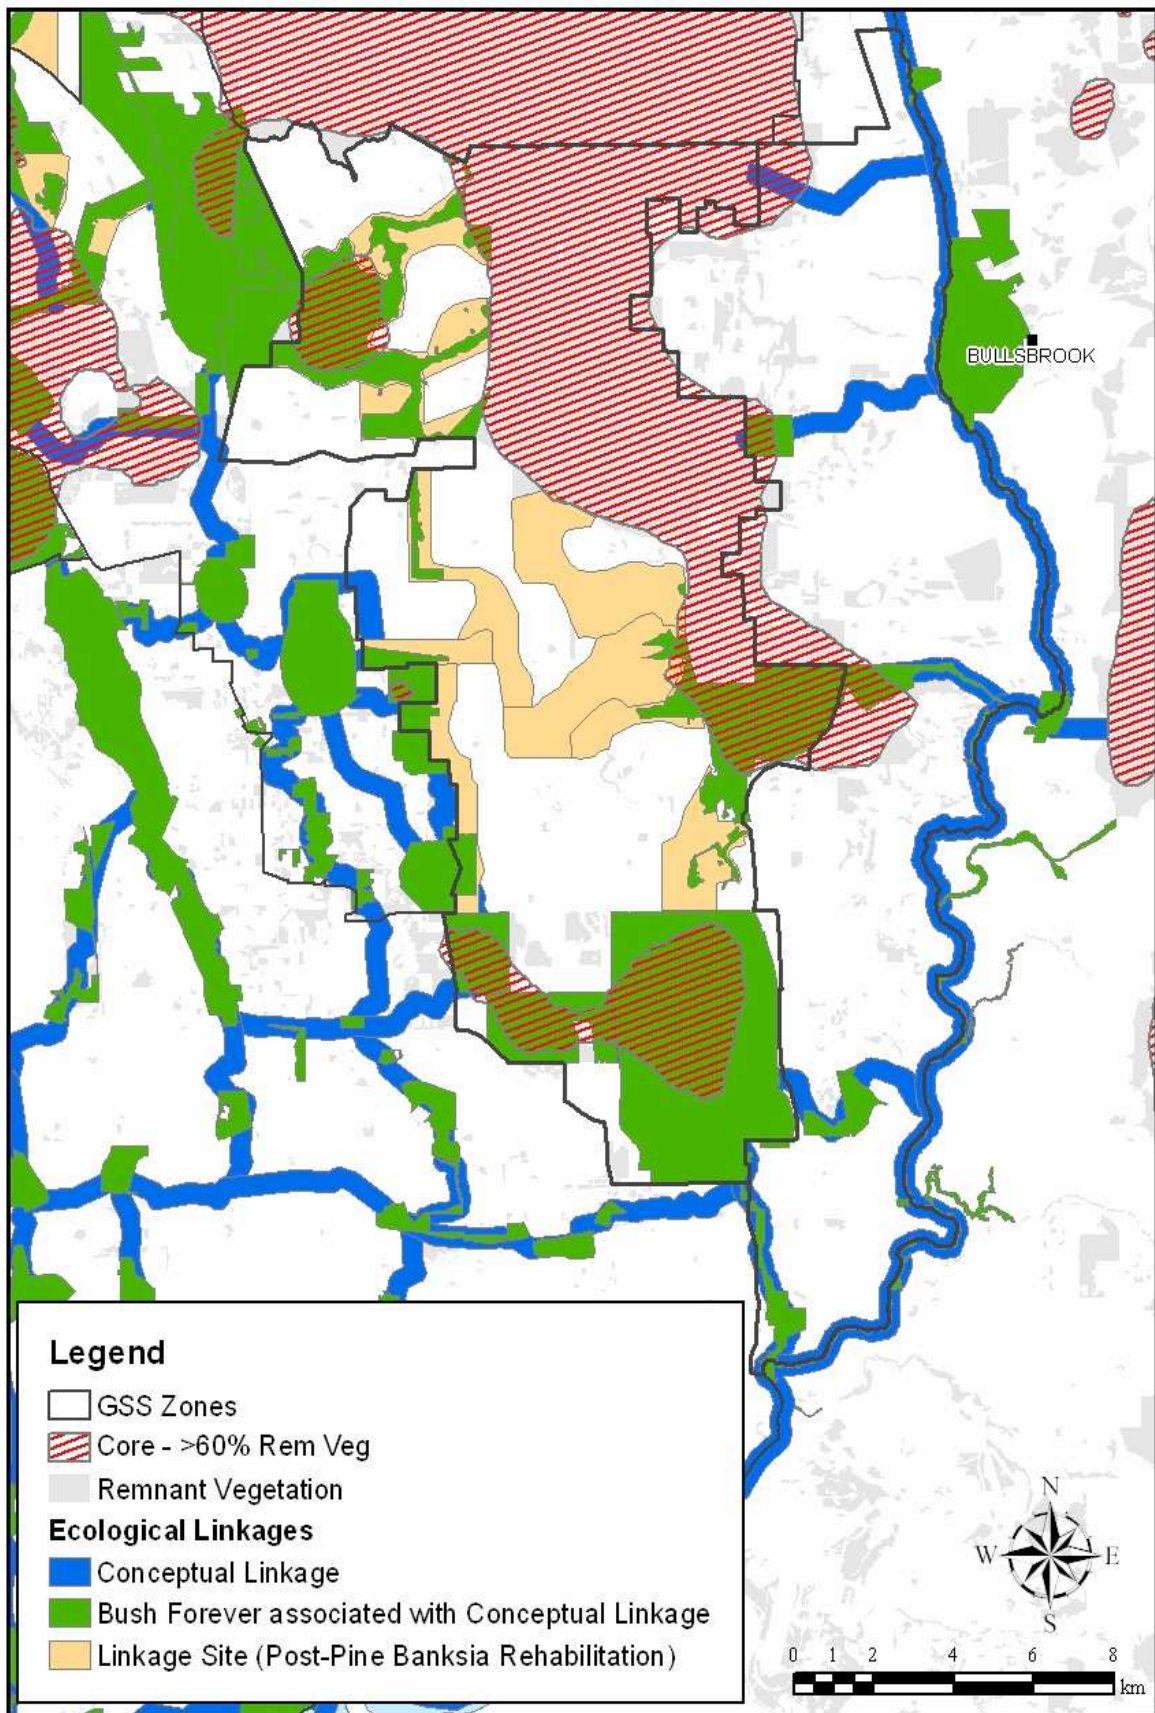 BULLSBROOK
Legend
GSS Zones
Core - >60% Rem Veg
Remnant Vegetation
Ecological Linkages
Conceptual Linkage
Bush Forever associated with Conceptual Linkage
Linkage Site (Post-Pine Banksia Rehabilitation)
N
W E
S
0 1 2 4 6 8
km